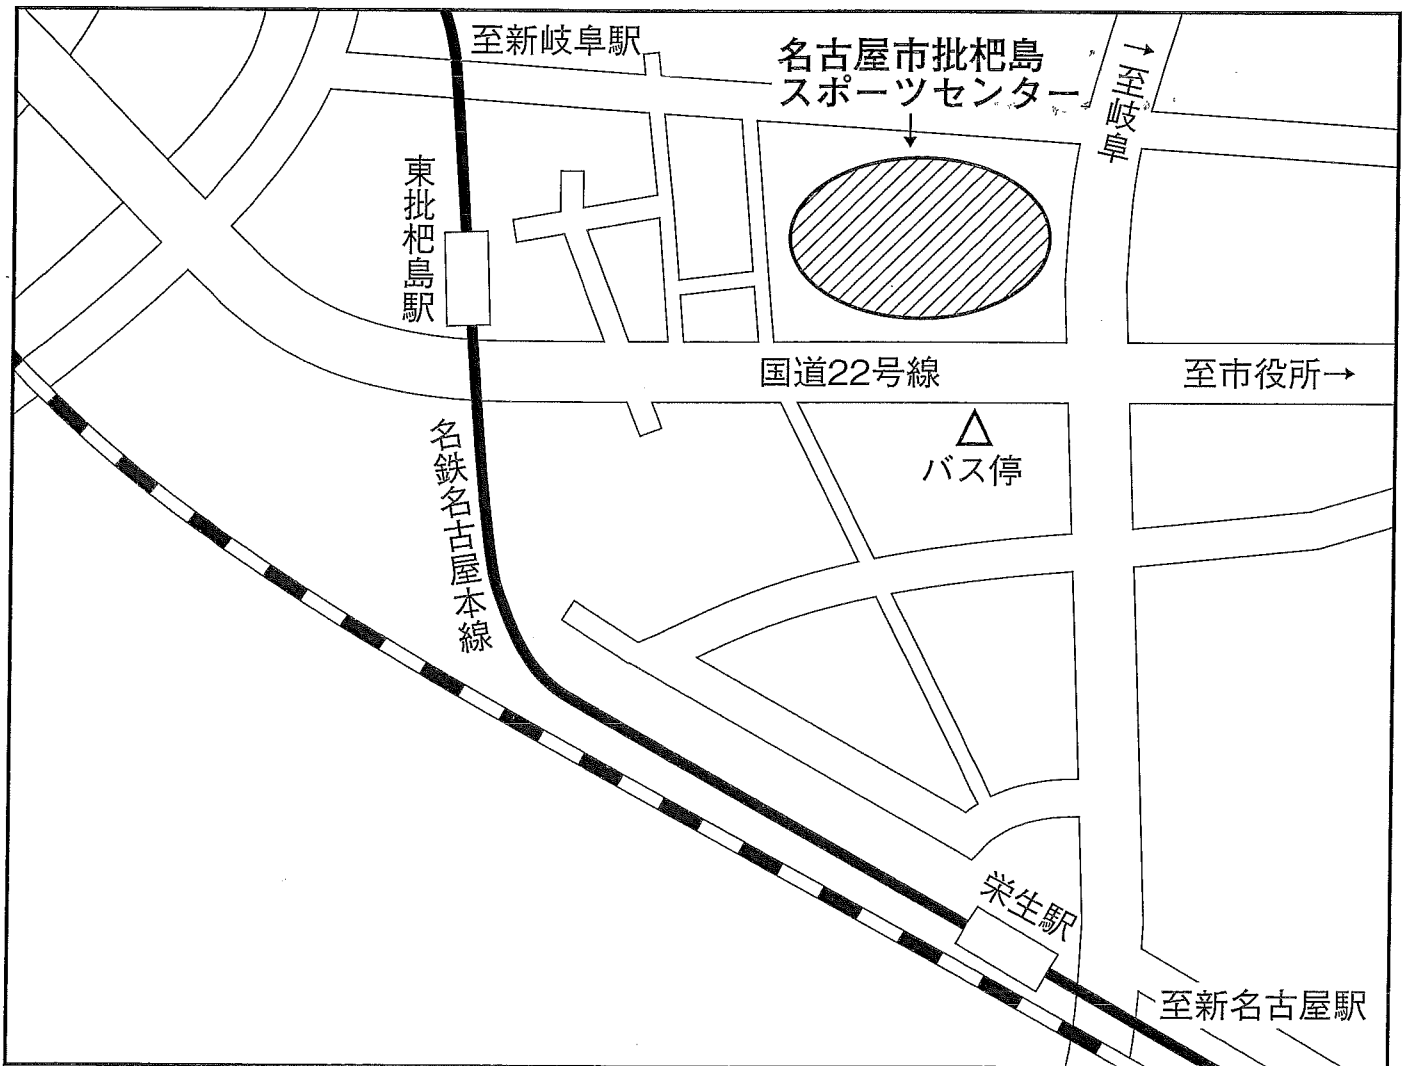 至新岐阜駅
名古屋市批杷島
スポーツセンター
→至岐阜
東批杷島駅
国道22号線
至市役所→
バス停
名鉄名古屋本線
栄生駅
至新名古屋駅